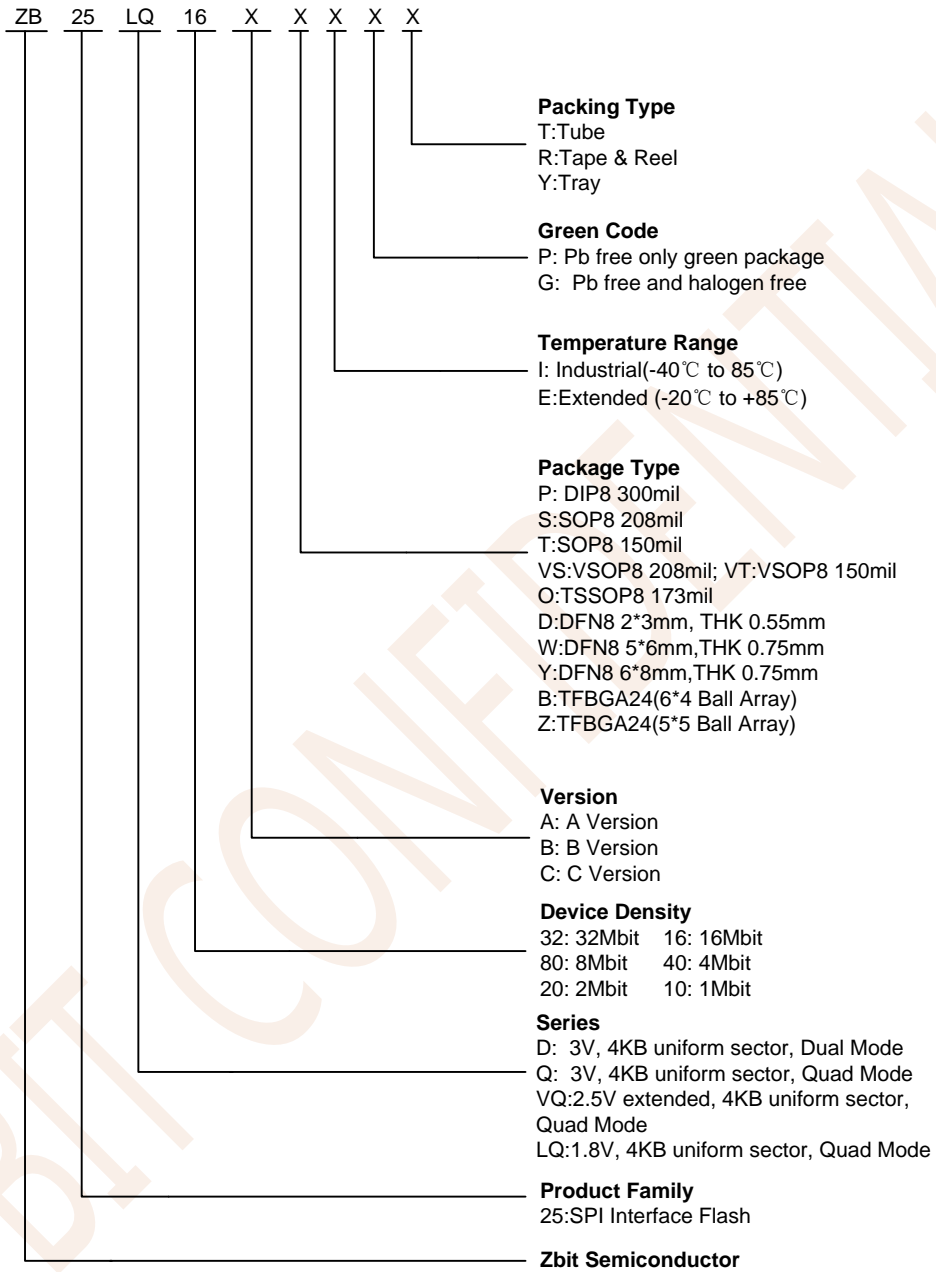 ZB 25 LQ 16 X X X X X
Packing Type
T:Tube
R:Tape & Reel
Y:Tray
Green Code
P: Pb free only green package
G: Pb free and halogen free
Temperature Range
I: Industrial(-40℃ to 85℃)
E:Extended (-20℃ to +85℃)
Package Type
P: DIP8 300mil
S:SOP8 208mil
T:SOP8 150mil
VS:VSOP8 208mil; VT:VSOP8 150mil
O:TSSOP8 173mil
D:DFN8 2*3mm, THK 0.55mm
W:DFN8 5*6mm,THK 0.75mm
Y:DFN8 6*8mm,THK 0.75mm
B:TFBGA24(6*4 Ball Array)
Z:TFBGA24(5*5 Ball Array)
Version
A: A Version
B: B Version
C: C Version
Device Density
32: 32Mbit 16: 16Mbit
80: 8Mbit 40: 4Mbit
20: 2Mbit 10: 1Mbit
Series
D: 3V, 4KB uniform sector, Dual Mode
Q: 3V, 4KB uniform sector, Quad Mode
VQ:2.5V extended, 4KB uniform sector,
Quad Mode
LQ:1.8V, 4KB uniform sector, Quad Mode
Product Family
25:SPI Interface Flash
Zbit Semiconductor
BIT CONFIDENTIA